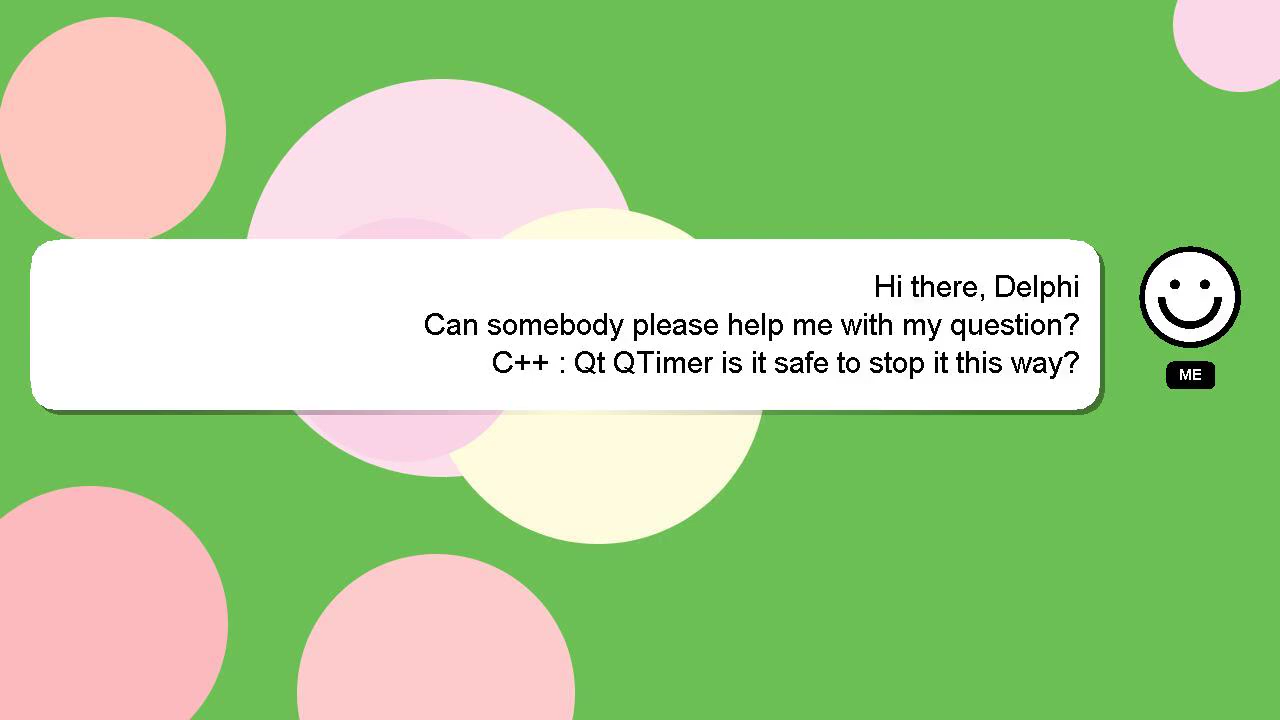 Hi there, Delphi
Can somebody please help me with my question?
C++ : Qt QTimer is it safe to stop it this way?
ME